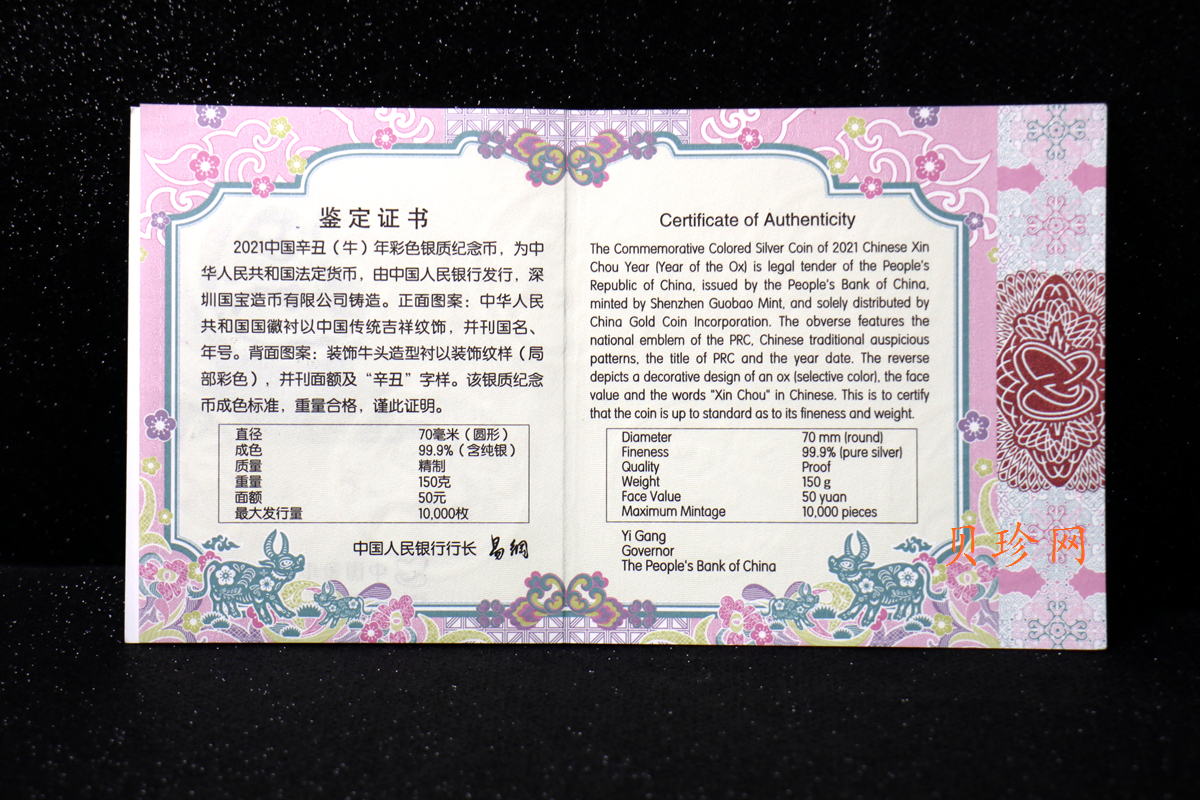 鉴定证书
2021中国辛丑（牛）年彩色银质纪念币，为中
华人民共和国法定货币，由中国人民银行发行，深
圳国宝造币有限公司铸造。正面图案：中华人民
共和国国徽衬以中国传统吉祥纹饰，并刊国名、
年号。背面图案：装饰牛头造型衬以装饰纹样（局
部彩色），并刊面额及“辛丑”字样。该银质纪念
币成色标准，重量合格，谨此证明。
直径 70毫米（圆形）
成色 99.9%（含纯银）
质量 精制
重量 150克
面额 50元
最大发行量 10,000枚
中国人民银行行长 易纲
Certificate of Authenticity
The Commemorative Colored Silver Coin of 2021 Chinese Xin
Chou Year (Year of the Ox) is legal tender of the People's
Republic of China, issued by the People's Bank of China,
minted by Shenzhen Guobao Mint, and solely distributed by
China Gold Coin Incorporation. The obverse features the
national emblem of the PRC, Chinese traditional auspicious
patterns, the title of PRC and the year date. The reverse
depicts a decorative design of an ox (selective color), the face
value and the words "Xin Chou" in Chinese. This is to certify
that the coin is up to standard as to its fineness and weight.
Diameter 70 mm (round)
Fineness 99.9% (pure silver)
Quality Proof
Weight 150 g
Face Value 50 yuan
Maximum Mintage 10,000 pieces
Yi Gang
Governor
The People's Bank of China
贝珍网